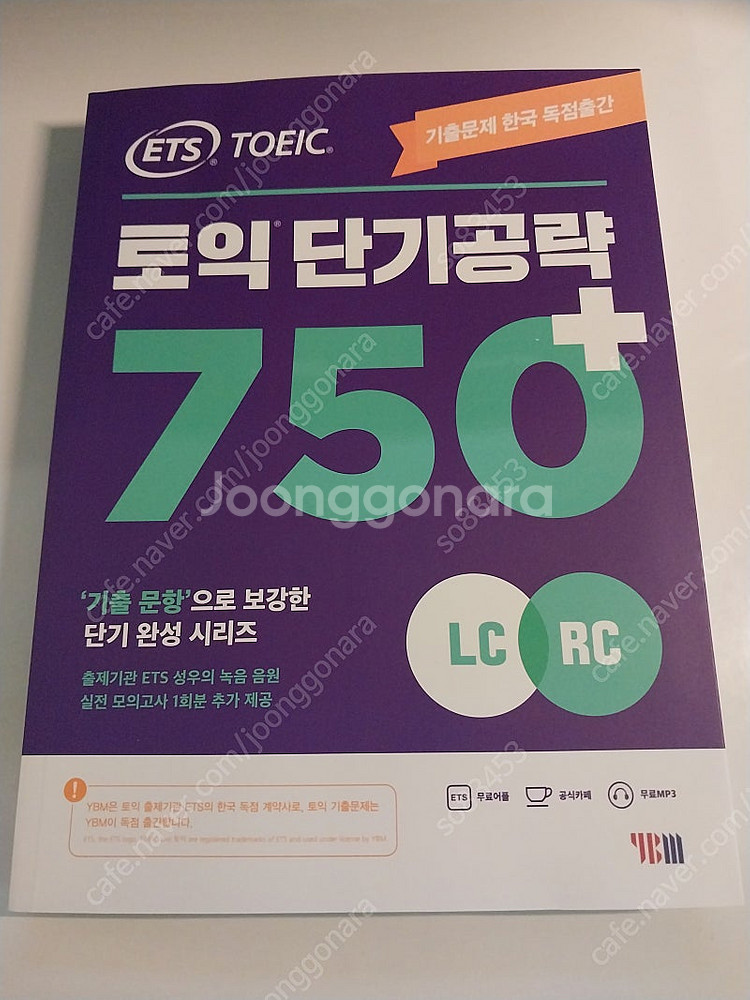 ETS® TOEIC®
기출문제 한국 독점출간
토익® 단기공략
750+
Joonggonara
'기출 문항'으로 보강한
단기 완성 시리즈
LC RC
출제기관 ETS 성우의 녹음 음원
실전 모의고사 1회분 추가 제공
!
YBM은 토익 출제기관 ETS의 한국 독점 계약사로, 토익 기출문제는
YBM이 독점 출간합니다.
ETS 무료어플 공식카페 무료MP3
YBM
cafe.naver.com/joonggonara
so88453